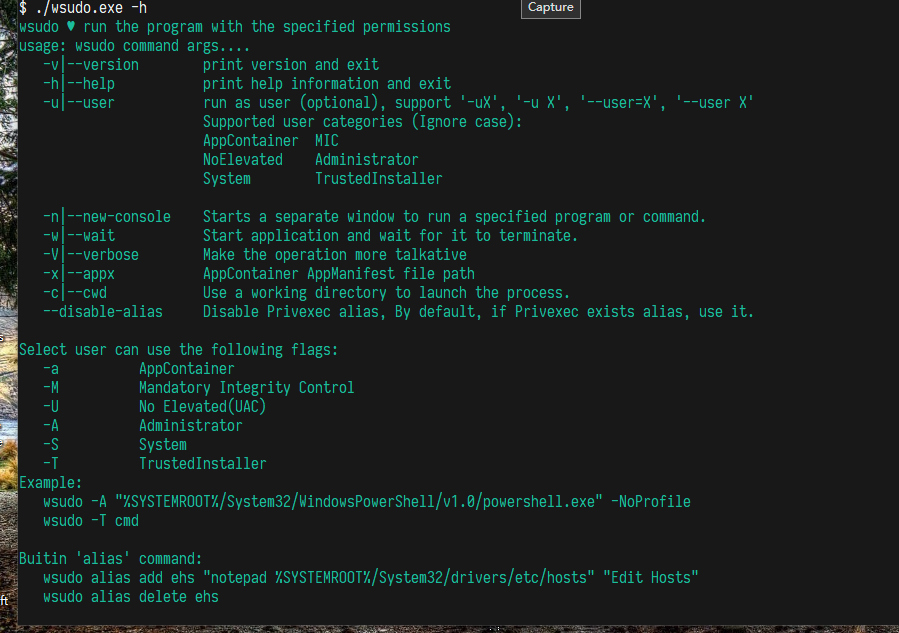 Capture
$ ./wsudo.exe -h
wsudo ♥ run the program with the specified permissions
usage: wsudo command args....
   -v|--version        print version and exit
   -h|--help           print help information and exit
   -u|--user           run as user (optional), support '-uX', '-u X', '--user=X', '--user X'
                       Supported user categories (Ignore case):
                       AppContainer  MIC
                       NoElevated    Administrator
                       System        TrustedInstaller
   -n|--new-console    Starts a separate window to run a specified program or command.
   -w|--wait           Start application and wait for it to terminate.
   -V|--verbose        Make the operation more talkative
   -x|--appx           AppContainer AppManifest file path
   -c|--cwd            Use a working directory to launch the process.
   --disable-alias     Disable Privexec alias, By default, if Privexec exists alias, use it.
Select user can use the following flags:
   -a          AppContainer
   -M          Mandatory Integrity Control
   -U          No Elevated(UAC)
   -A          Administrator
   -S          System
   -T          TrustedInstaller
Example:
   wsudo -A "%SYSTEMROOT%/System32/WindowsPowerShell/v1.0/powershell.exe" -NoProfile
   wsudo -T cmd
Buitin 'alias' command:
   wsudo alias add ehs "notepad %SYSTEMROOT%/System32/drivers/etc/hosts" "Edit Hosts"
   wsudo alias delete ehs
ft